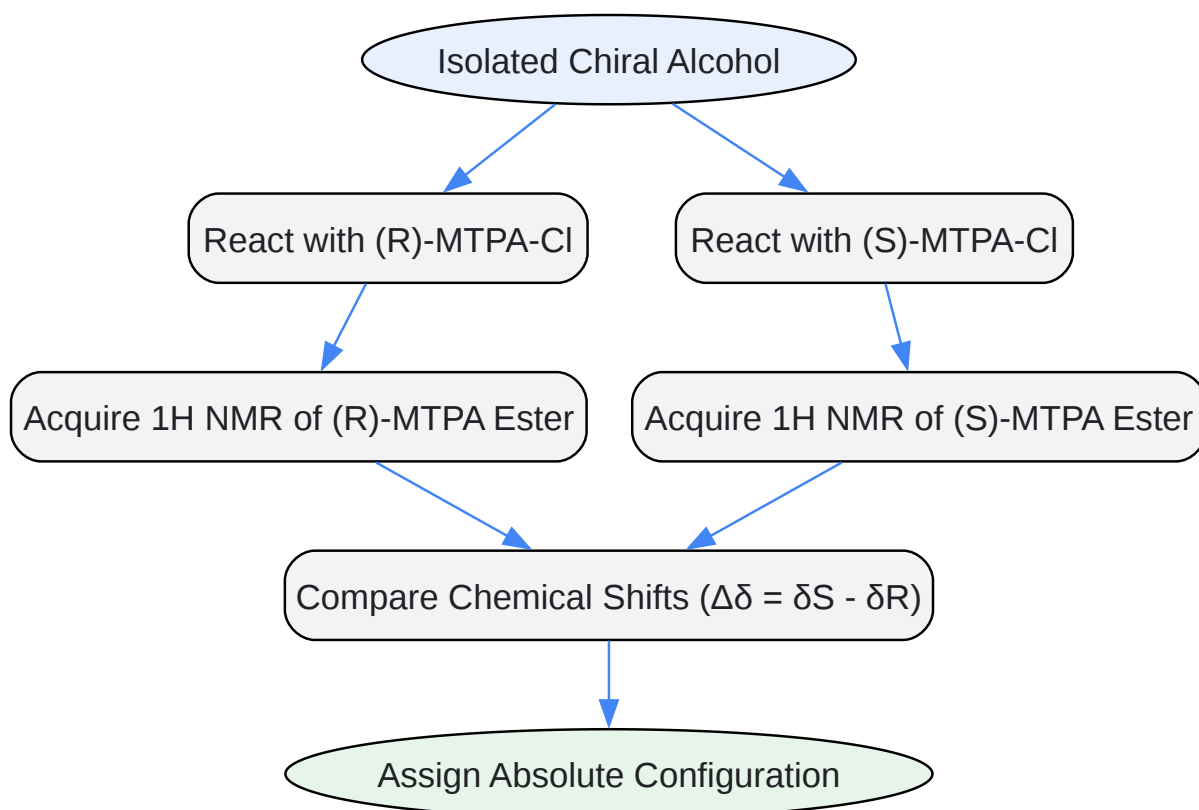 Isolated Chiral Alcohol
React with (R)-MTPA-Cl
React with (S)-MTPA-Cl
Acquire 1H NMR of (R)-MTPA Ester
Acquire 1H NMR of (S)-MTPA Ester
Compare Chemical Shifts (Δδ = δS - δR)
Assign Absolute Configuration